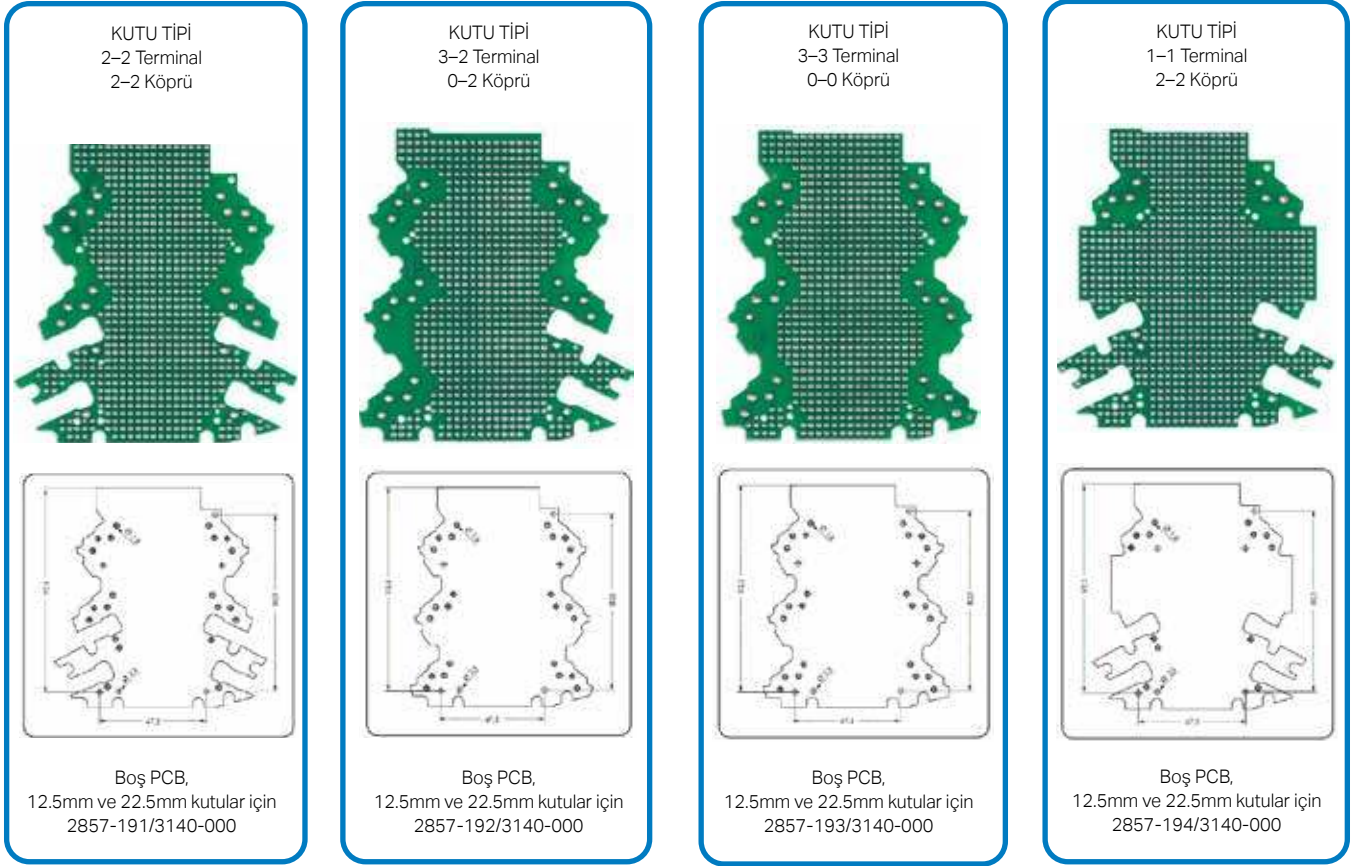 KUTU TİPİ
2–2 Terminal
2–2 Köprü
Boş PCB,
12.5mm ve 22.5mm kutular için
2857-191/3140-000
KUTU TİPİ
3–2 Terminal
0–2 Köprü
Boş PCB,
12.5mm ve 22.5mm kutular için
2857-192/3140-000
KUTU TİPİ
3–3 Terminal
0–0 Köprü
Boş PCB,
12.5mm ve 22.5mm kutular için
2857-193/3140-000
KUTU TİPİ
1–1 Terminal
2–2 Köprü
Boş PCB,
12.5mm ve 22.5mm kutular için
2857-194/3140-000